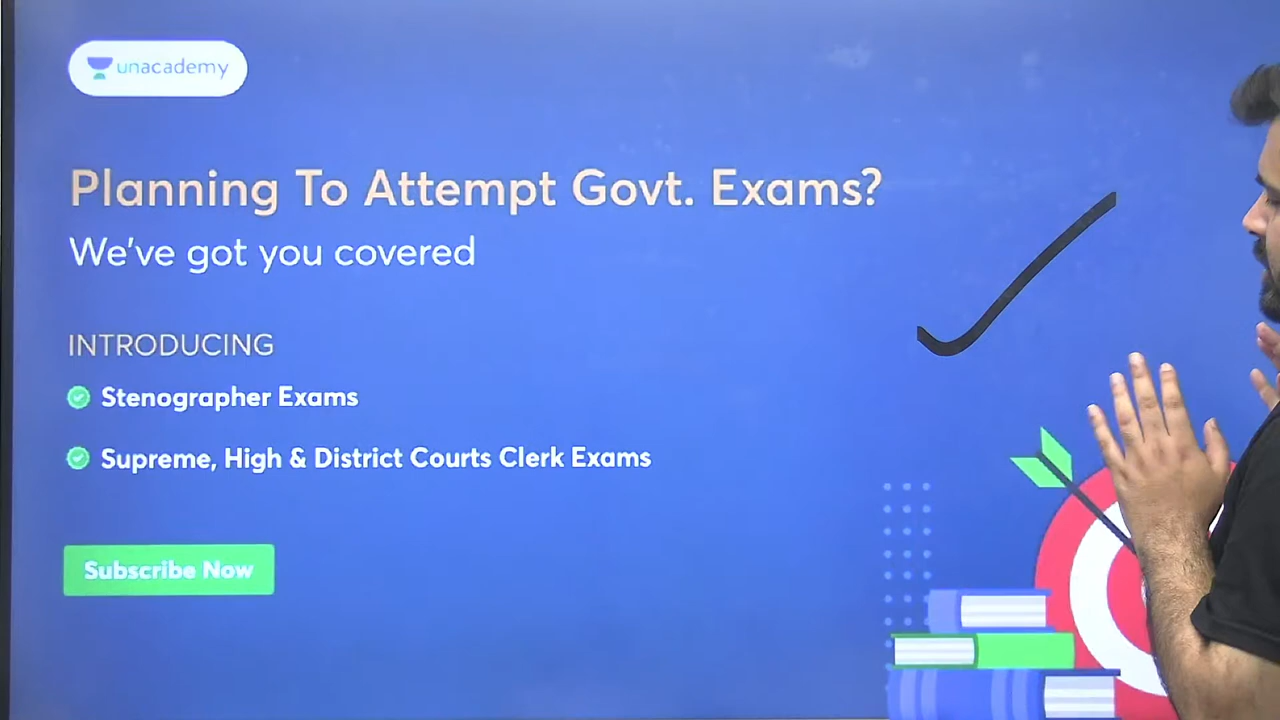 unacademy
Planning To Attempt Govt. Exams?
We've got you covered
INTRODUCING
Stenographer Exams
Supreme, High & District Courts Clerk Exams
Subscribe Now